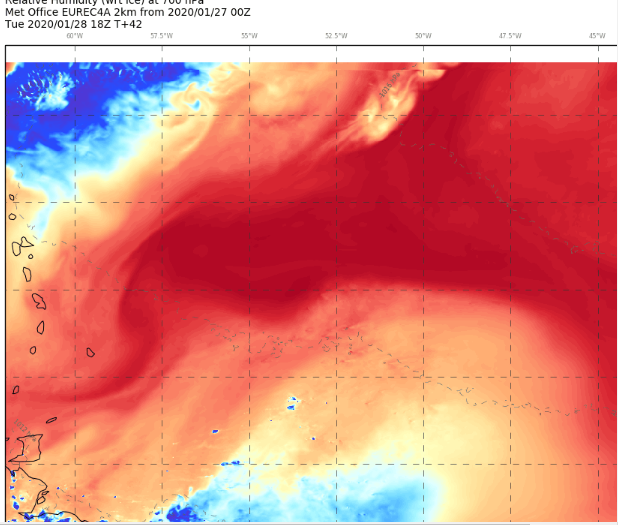 Relative Humidity (wrt ice) at 700 hPa
Met Office EUREC4A 2km from 2020/01/27 00Z
Tue 2020/01/28 18Z T+42
60°W 57.5°W 55°W 52.5°W 50°W 47.5°W 45°W